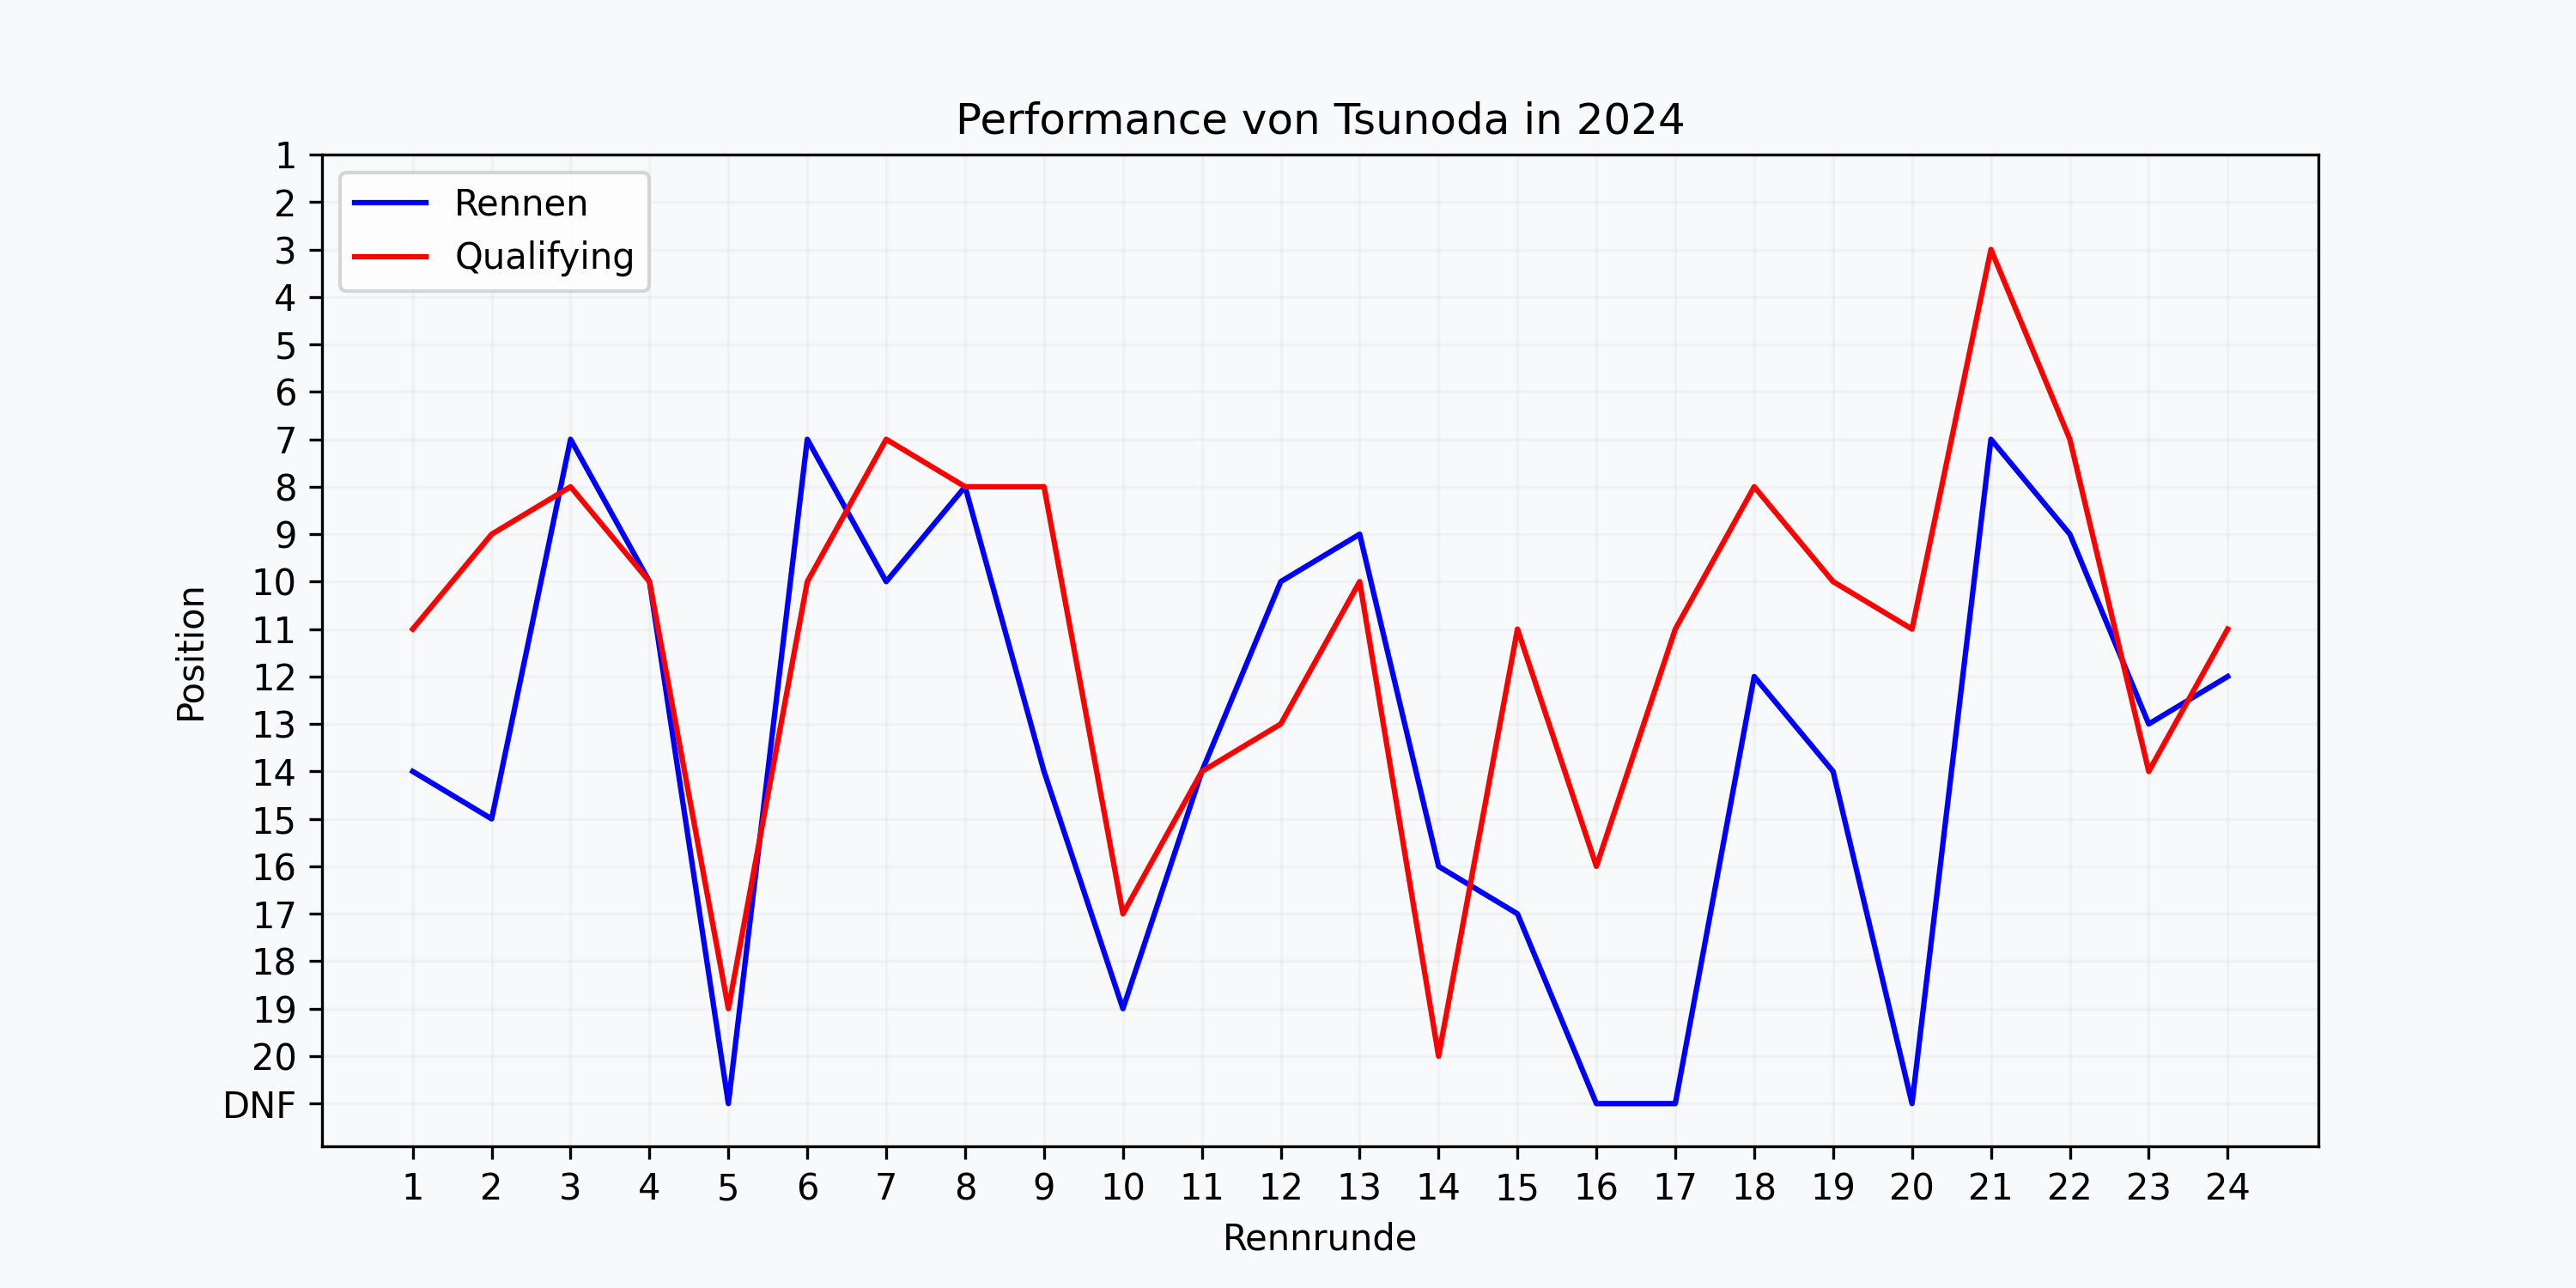 Performance von Tsunoda in 2024
Rennen
Qualifying
Position
1
2
3
4
5
6
7
8
9
10
11
12
13
14
15
16
17
18
19
20
DNF
1 2 3 4 5 6 7 8 9 10 11 12 13 14 15 16 17 18 19 20 21 22 23 24
Rennrunde